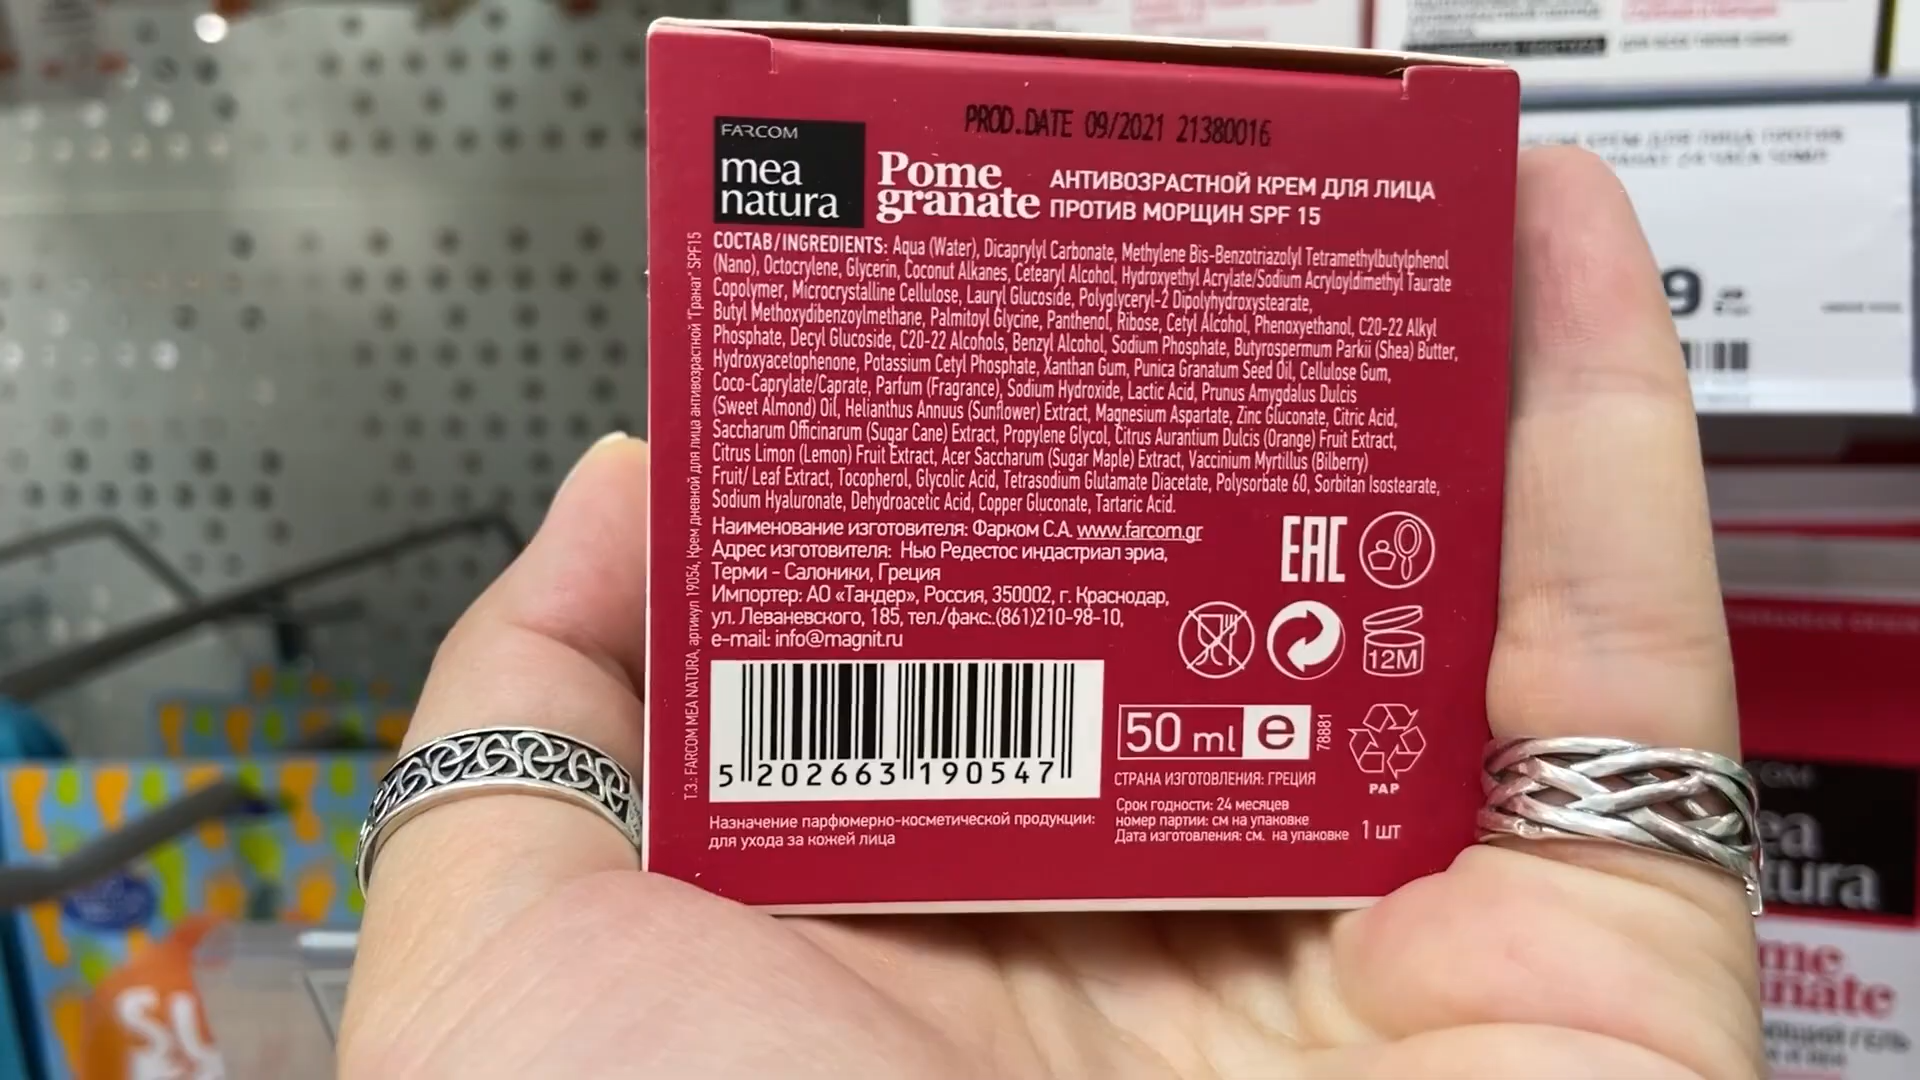 PROD.DATE 09/2021 21380016
FARCOM
mea
natura
Pome
granate
АНТИВОЗРАСТНОЙ КРЕМ ДЛЯ ЛИЦА
ПРОТИВ МОРЩИН SPF 15
СОСТАВ/INGREDIENTS: Aqua (Water), Dicaprylyl Carbonate, Methylene Bis-Benzotriazolyl Tetramethylbutylphenol
(Nano), Octocrylene, Glycerin, Coconut Alkanes, Cetearyl Alcohol, Hydroxyethyl Acrylate/Sodium Acryloyldimethyl Taurate
Copolymer, Microcrystalline Cellulose, Lauryl Glucoside, Polyglyceryl-2 Dipolyhydroxystearate,
Butyl Methoxydibenzoylmethane, Palmitoyl Glycine, Panthenol, Ribose, Cetyl Alcohol, Phenoxyethanol, C20-22 Alkyl
Phosphate, Decyl Glucoside, C20-22 Alcohols, Benzyl Alcohol, Sodium Phosphate, Butyrospermum Parkii (Shea) Butter,
Hydroxyacetophenone, Potassium Cetyl Phosphate, Xanthan Gum, Punica Granatum Seed Oil, Cellulose Gum,
Coco-Caprylate/Caprate, Parfum (Fragrance), Sodium Hydroxide, Lactic Acid, Prunus Amygdalus Dulcis
(Sweet Almond) Oil, Helianthus Annuus (Sunflower) Extract, Magnesium Aspartate, Zinc Gluconate, Citric Acid,
Saccharum Officinarum (Sugar Cane) Extract, Propylene Glycol, Citrus Aurantium Dulcis (Orange) Fruit Extract,
Citrus Limon (Lemon) Fruit Extract, Acer Saccharum (Sugar Maple) Extract, Vaccinium Myrtillus (Bilberry)
Fruit/ Leaf Extract, Tocopherol, Glycolic Acid, Tetrasodium Glutamate Diacetate, Polysorbate 60, Sorbitan Isostearate,
Sodium Hyaluronate, Dehydroacetic Acid, Copper Gluconate, Tartaric Acid.
Наименование изготовителя: Фарком С.А. www.farcom.gr
Адрес изготовителя: Нью Редестос индастриал эриа,
Терми - Салоники, Греция
Импортер: АО «Тандер», Россия, 350002, г. Краснодар,
ул. Леваневского, 185, тел./факс:.(861)210-98-10,
e-mail: info@magnit.ru
EAC
12M
5 202663 190547
50 ml e
78881
PAP
СТРАНА ИЗГОТОВЛЕНИЯ: ГРЕЦИЯ
Срок годности: 24 месяцев
номер партии: см на упаковке
Дата изготовления: см. на упаковке
1 шт
Назначение парфюмерно-косметической продукции:
для ухода за кожей лица
Т.З.: FARCOM MEA NATURA, артикул 19054, Крем дневной для лица антивозрастной "Гранат" SPF15